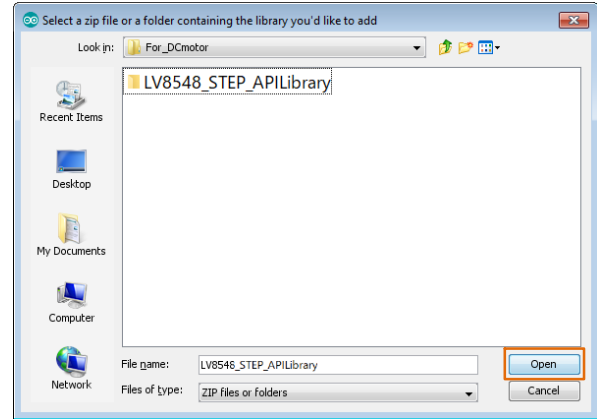 Select a zip file or a folder containing the library you'd like to add
Look in: For_DCmotor
LV8548_STEP_APILibrary
Recent Items
Desktop
My Documents
Computer
Network
File name: LV8548_STEP_APILibrary Open
Files of type: ZIP files or folders Cancel